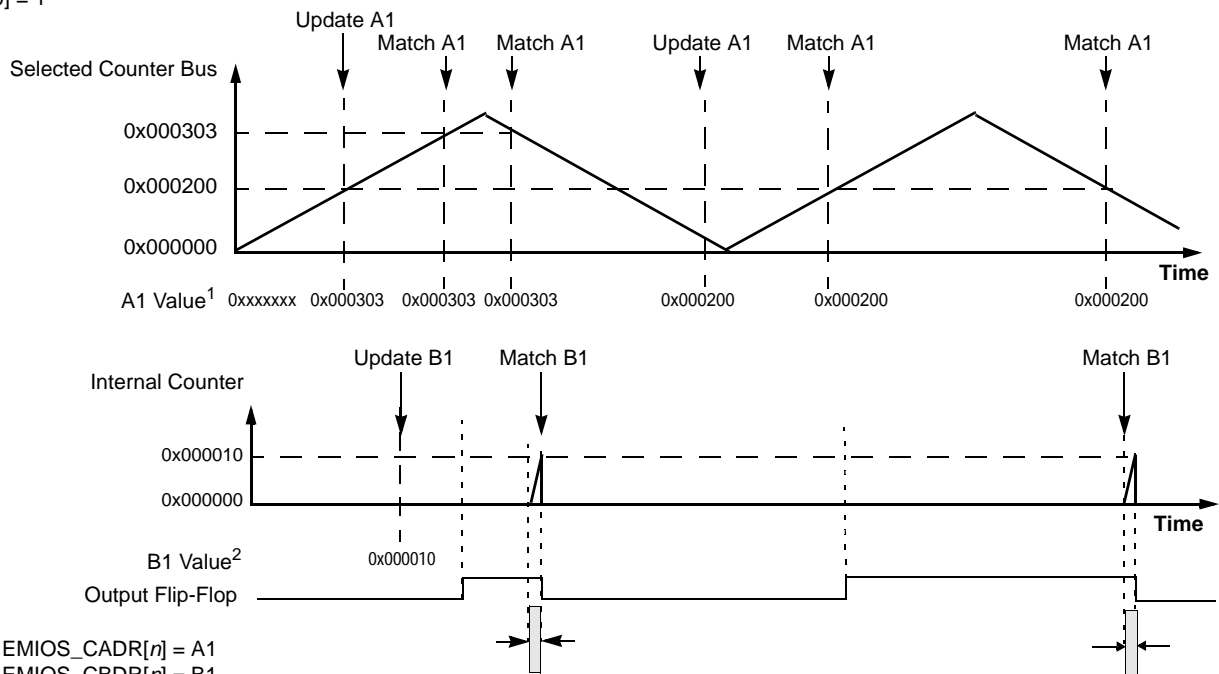 Update A1
Match A1 Match A1 Update A1 Match A1 Match A1
Selected Counter Bus
0x000303
0x000200
0x000000
Time
A1 Value1 0xxxxxxx 0x000303 0x000303 0x000303 0x000200 0x000200 0x000200
Update B1 Match B1 Match B1
Internal Counter
0x000010
0x000000
Time
B1 Value2 0x000010
Output Flip-Flop
EMIOS_CADR[n] = A1
EMIOS_CBDR[n] = B1